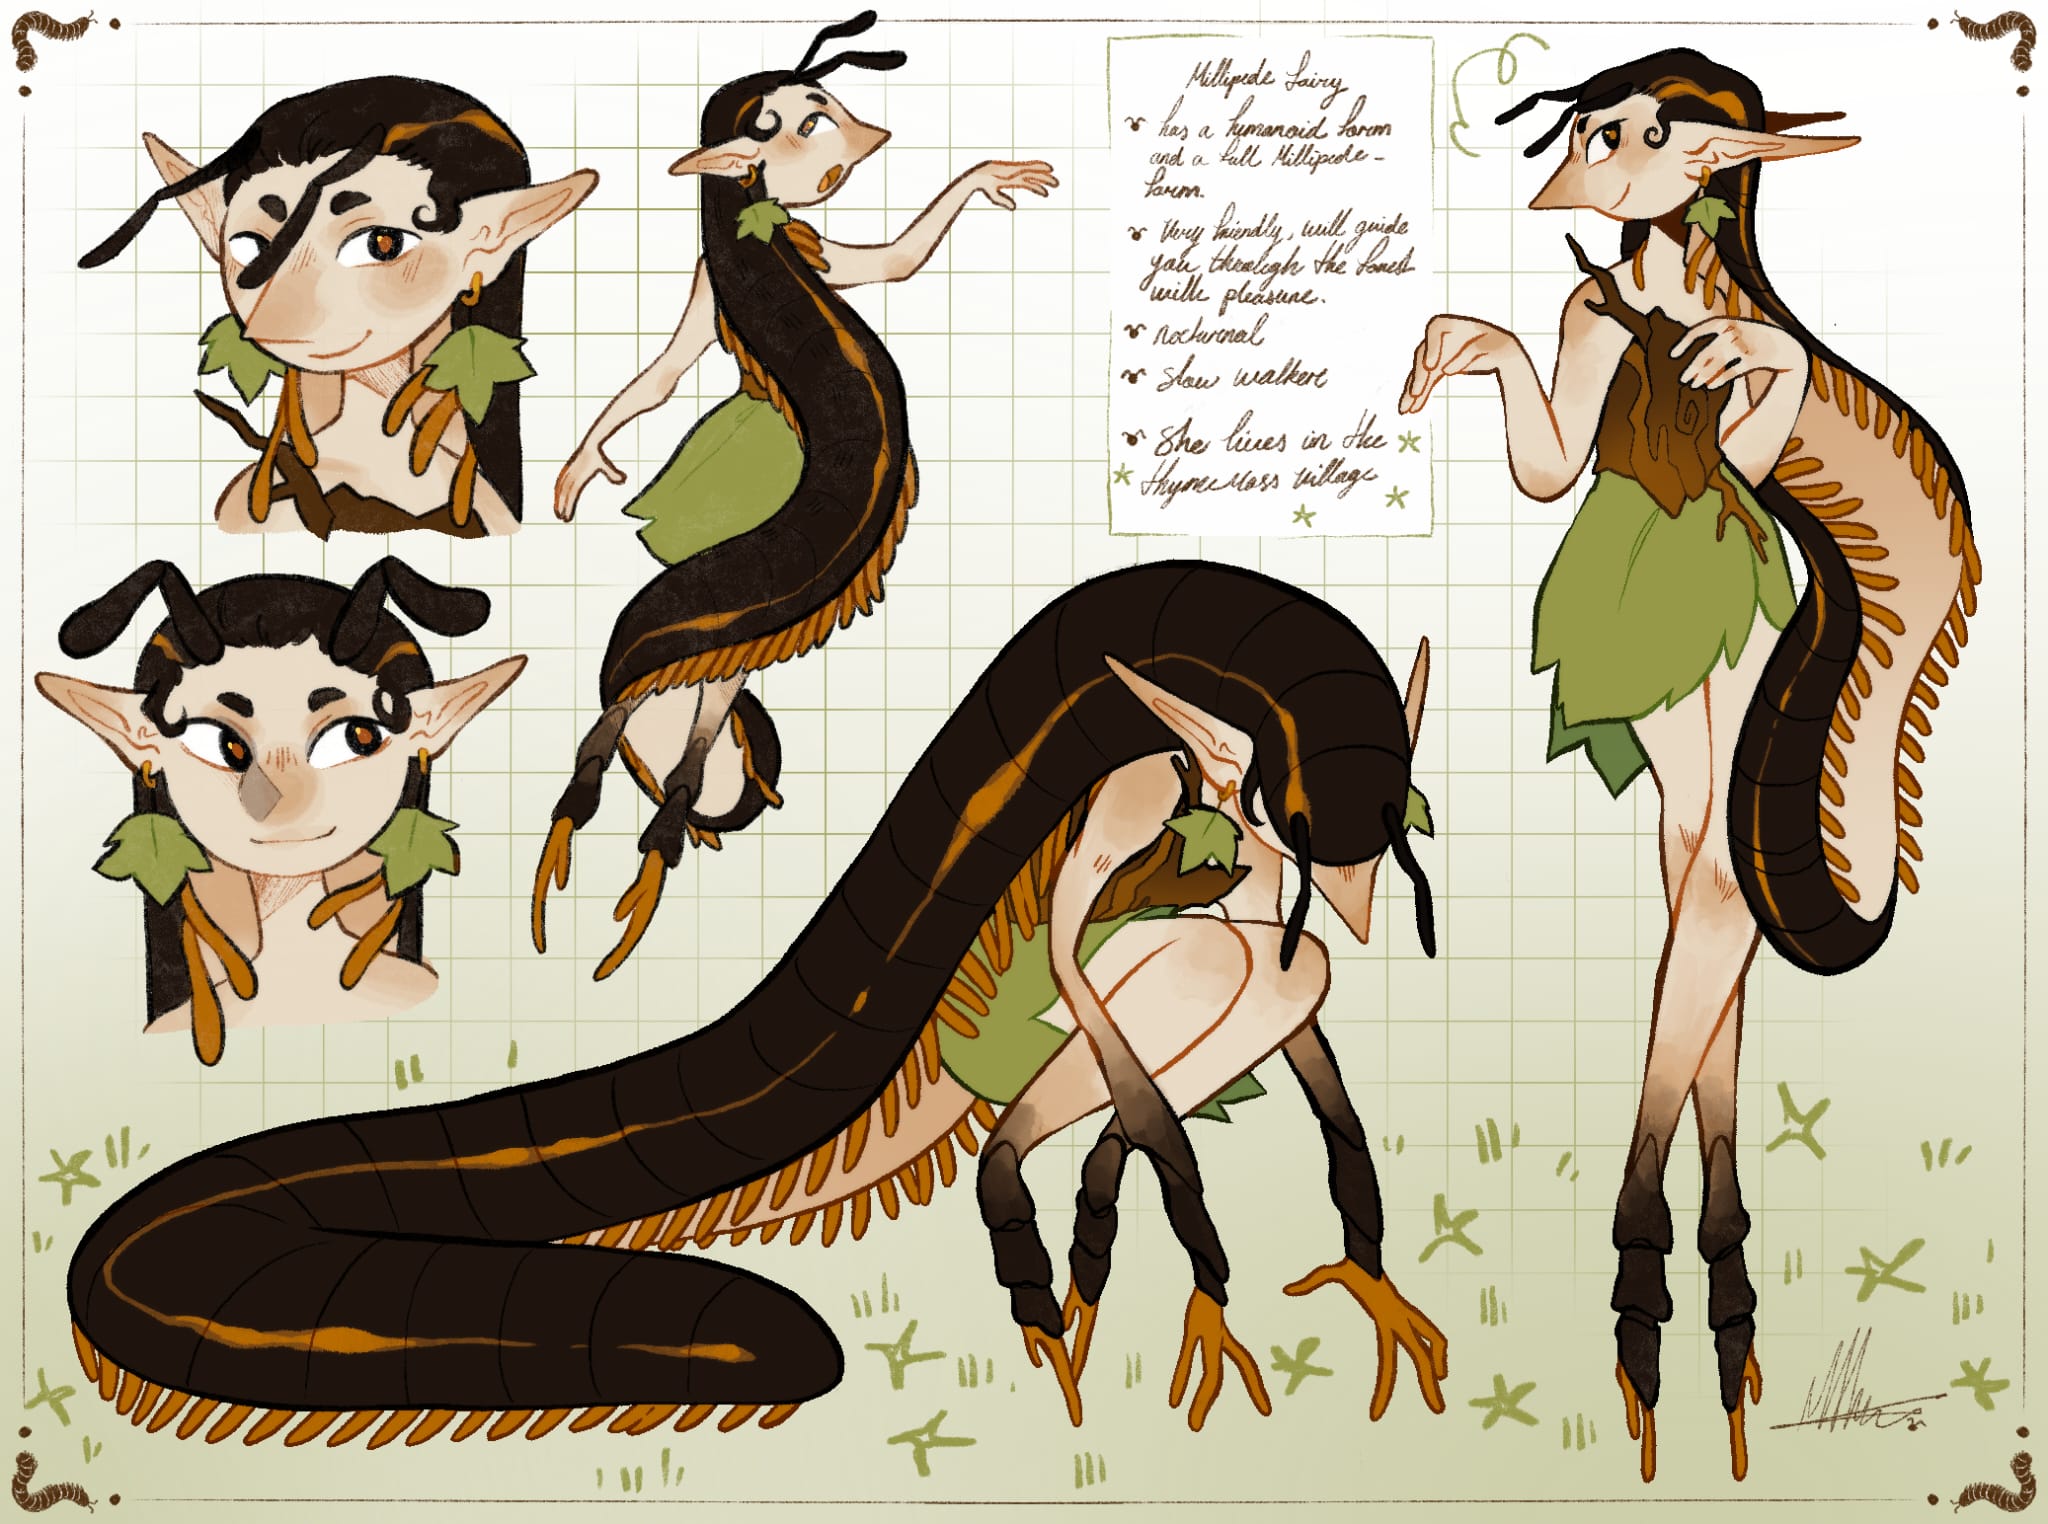 Millipede fairy
has a humanoid form
and a full Millipede-
form.
Very friendly, will guide
you through the forest
with pleasure.
nocturnal
slow walker
She lives in the
thyme Moss village